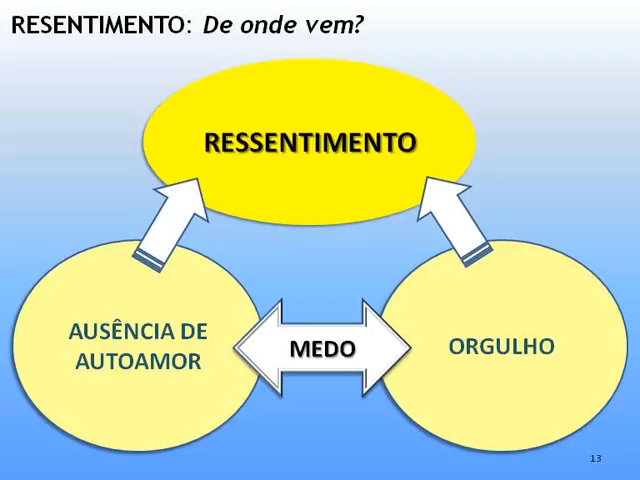 RESENTIMENTO: De onde vem?
RESSENTIMENTO
AUSÊNCIA DE
AUTOAMOR
MEDO
ORGULHO
13